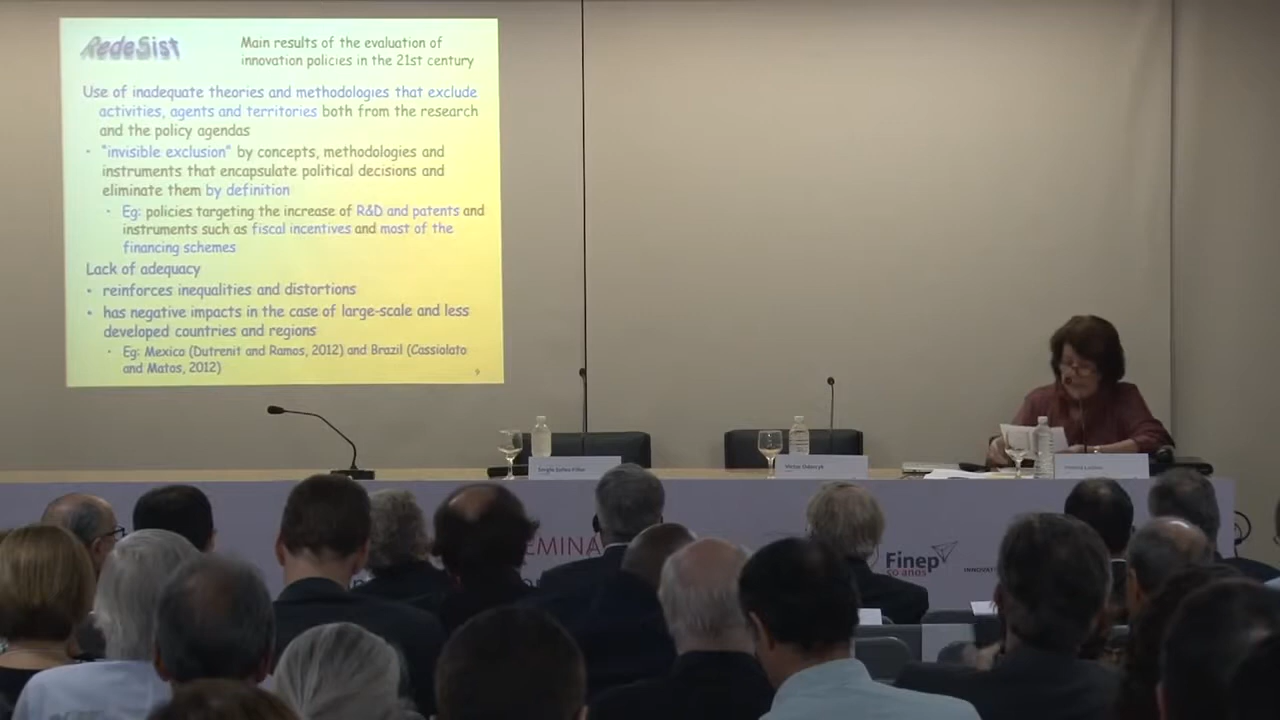 RedeSist
Main results of the evaluation of
innovation policies in the 21st century
Use of inadequate theories and methodologies that exclude
activities, agents and territories both from the research
and the policy agendas
• "invisible exclusion" by concepts, methodologies and
instruments that encapsulate political decisions and
eliminate them by definition
• Eg: policies targeting the increase of R&D and patents and
instruments such as fiscal incentives and most of the
financing schemes
Lack of adequacy
• reinforces inequalities and distortions
• has negative impacts in the case of large-scale and less
developed countries and regions
• Eg: Mexico (Dutrenit and Ramos, 2012) and Brazil (Cassiolato
and Matos, 2012)
9
EMINA
Finep
50 anos
INNOVAT